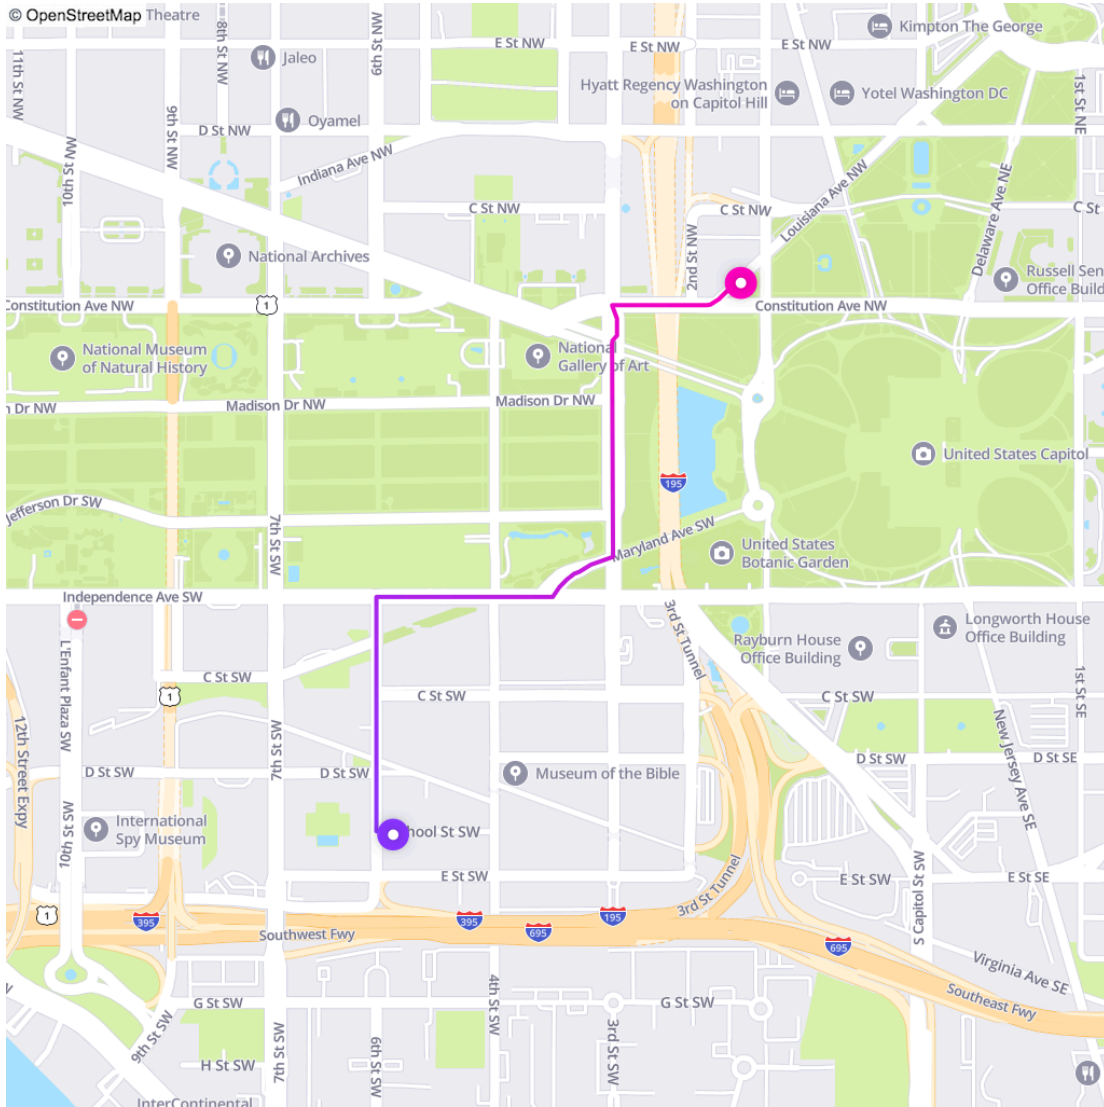 © OpenStreetMap
Theatre
Kimpton The George
11th St NW
8th St NW
6th St NW
E St NW
E St NW
E St NW
Jaleo
Hyatt Regency Washington
on Capitol Hill
Yotel Washington DC
1st St NE
9th St NW
Oyamel
D St NW
10th St NW
Indiana Ave NW
Louisiana Ave NW
Delaware Ave NE
C St NW
C St NW
C St
2nd St NW
National Archives
Russell Sen
Office Build
Constitution Ave NW
1
Constitution Ave NW
National Museum
of Natural History
National
Gallery of Art
n Dr NW
Madison Dr NW
Madison Dr NW
United States Capitol
195
Jefferson Dr SW
7th St SW
Maryland Ave SW
United States
Botanic Garden
Independence Ave SW
3rd St Tunnel
Longworth House
Office Building
Rayburn House
Office Building
L'Enfant Plaza SW
C St SW
1
C St SW
C St SW
1st St SE
12th Street Expy
7th St SW
New Jersey Ave SE
D St SW
D St SW
Museum of the Bible
D St SW
D St SE
10th St SW
International
Spy Museum
hool St SW
E St SW
3rd St Tunnel
E St SW
E St SE
S Capitol St SW
1
395
395
195
695
695
Southwest Fwy
Virginia Ave SE
Southeast Fwy
G St SW
4th St SW
G St SW
9th St SW
7th St SW
6th St SW
3rd St SW
H St SW
InterContinental